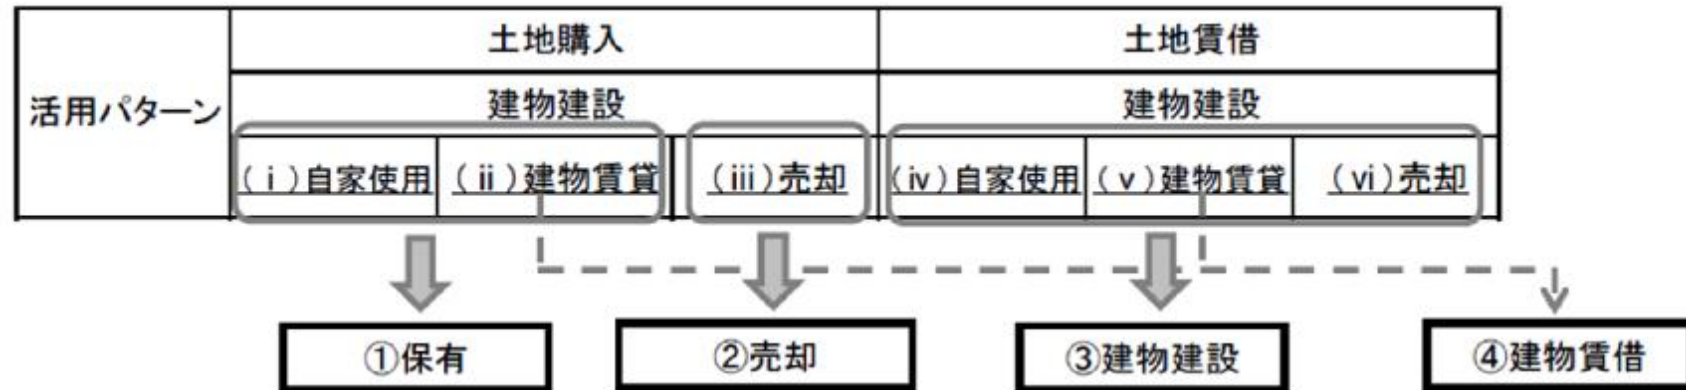 土地購入 土地賃借
活用パターン 建物建設 建物建設
(ⅰ)自家使用 (ⅱ)建物賃貸 (ⅲ)売却 (ⅳ)自家使用 (ⅴ)建物賃貸 (ⅵ)売却
①保有 ②売却 ③建物建設 ④建物賃借